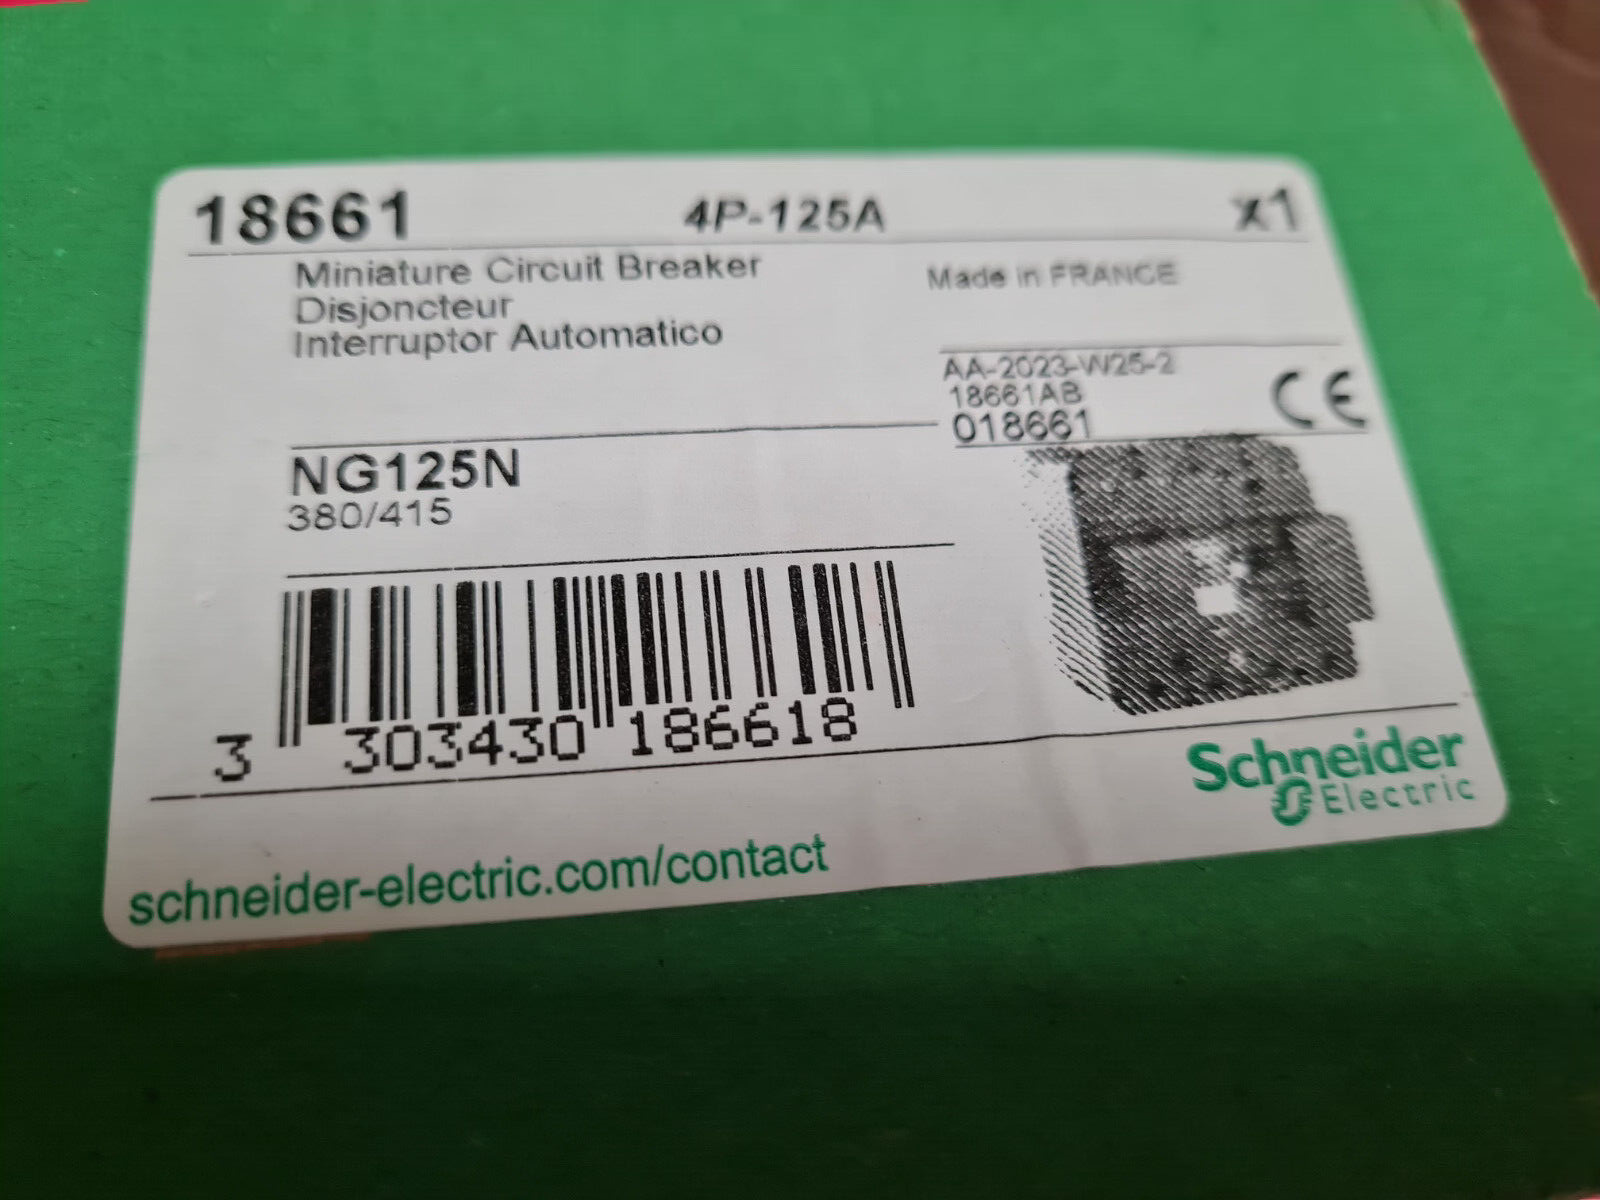 18661 4P-125A x1
Miniature Circuit Breaker
Disjoncteur
Interruptor Automatico
Made in FRANCE
AA-2023-W25-2
18661AB
018661
CE
NG125N
380/415
3 303430 186618
Schneider
Electric
schneider-electric.com/contact